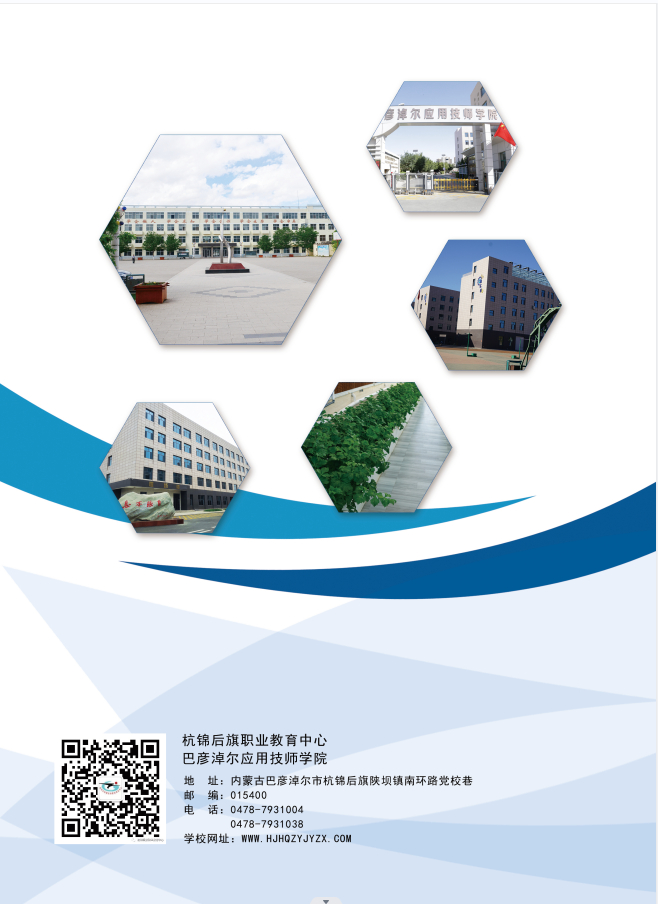 巴彦淖尔应用技师学院
杭锦后旗职业教育中心
巴彦淖尔应用技师学院
地　址：内蒙古巴彦淖尔市杭锦后旗陕坝镇南环路党校巷
邮　编：015400
电　话：0478-7931004
0478-7931038
学校网址：WWW.HJHQZYJYZX.COM